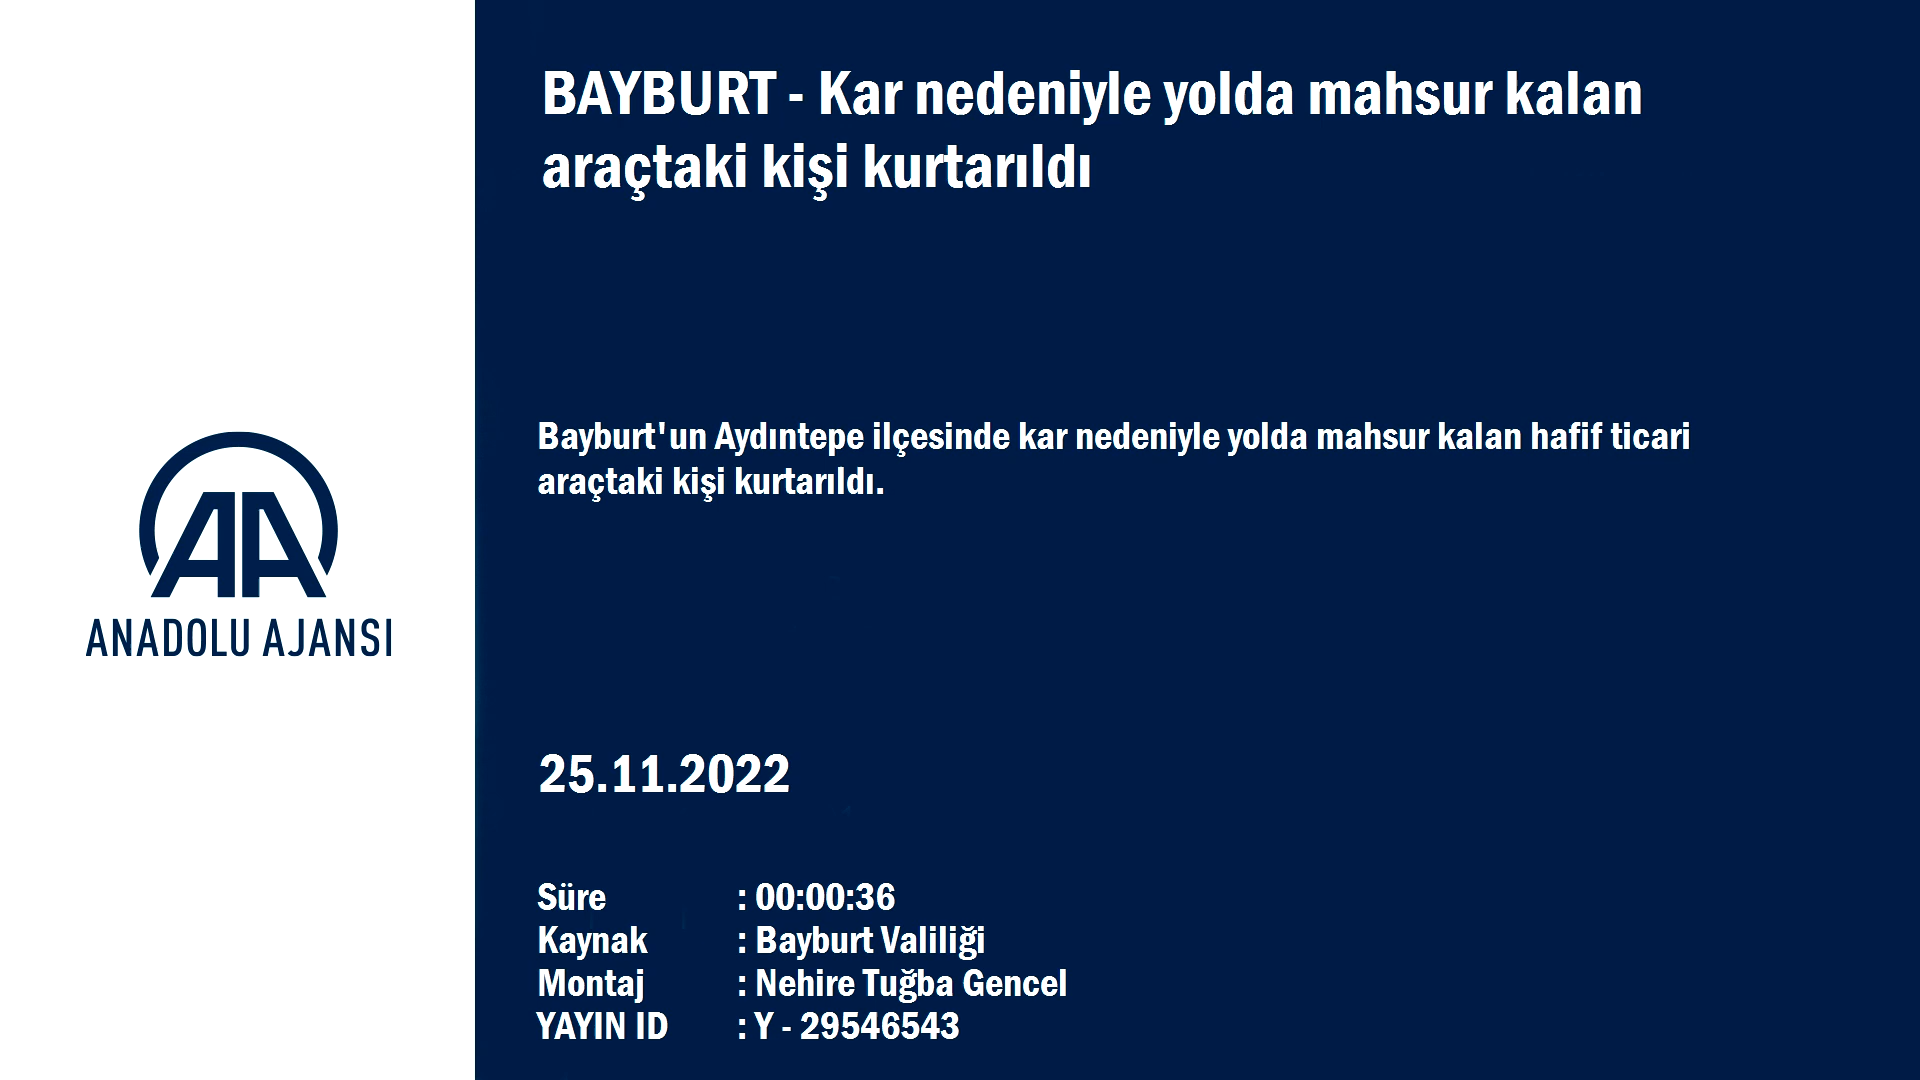 BAYBURT - Kar nedeniyle yolda mahsur kalan
araçtaki kişi kurtarıldı
Bayburt'un Aydıntepe ilçesinde kar nedeniyle yolda mahsur kalan hafif ticari
araçtaki kişi kurtarıldı.
AA
ANADOLU AJANSI
25.11.2022
Süre : 00:00:36
Kaynak : Bayburt Valiliği
Montaj : Nehire Tuğba Gencel
YAYIN ID : Y - 29546543